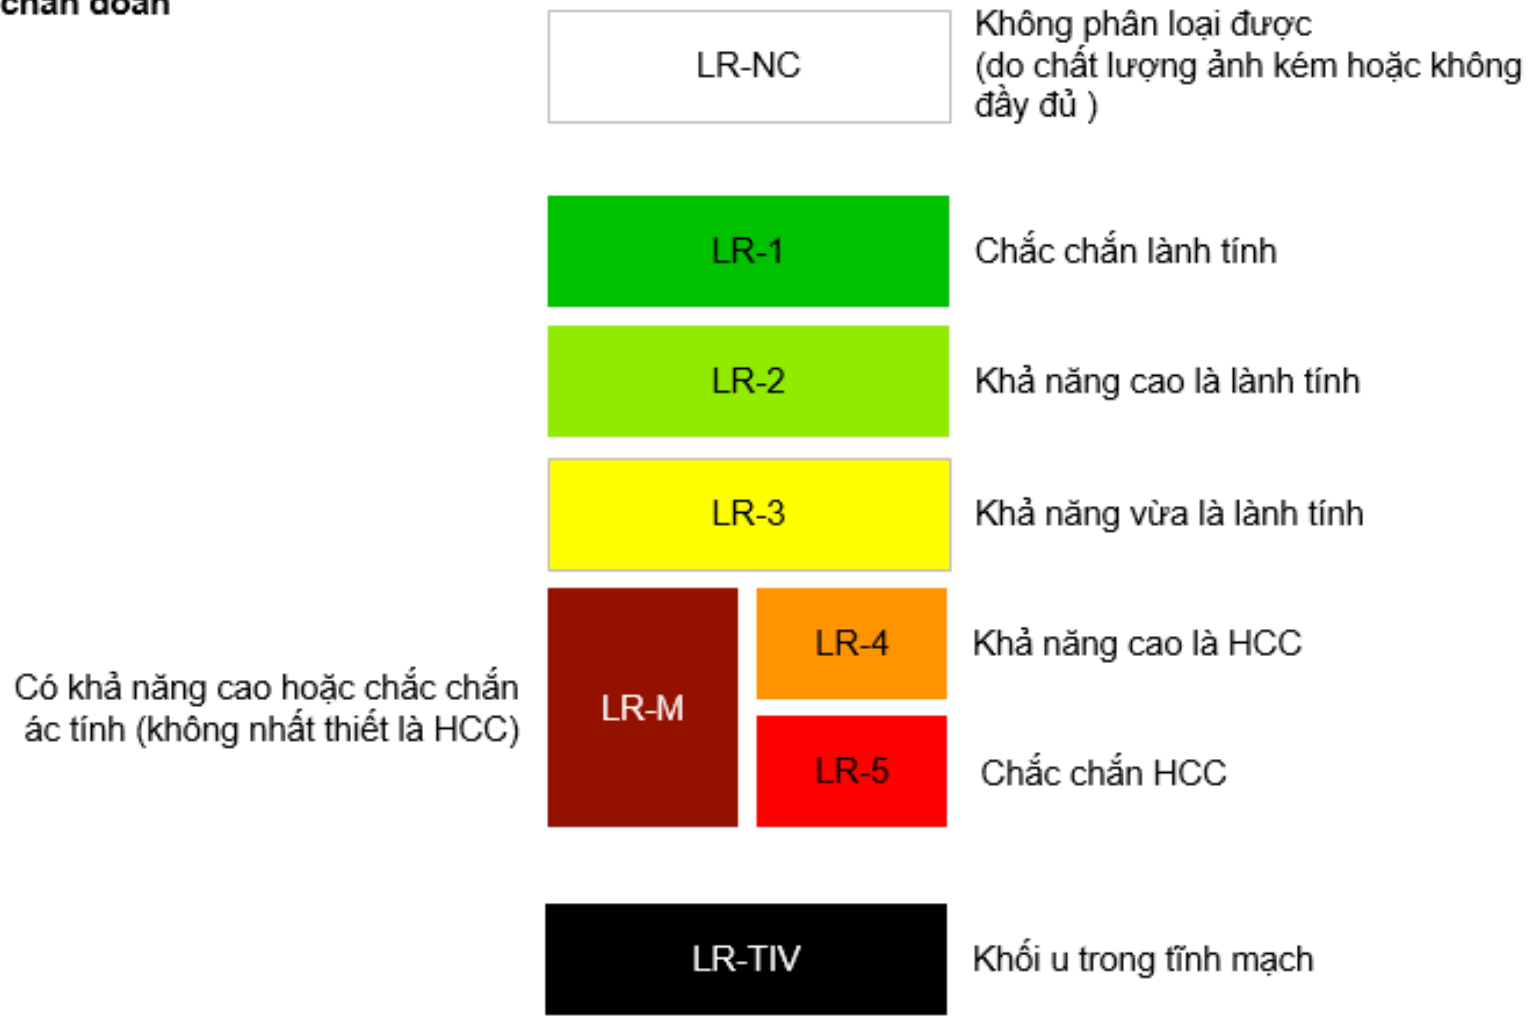 chẩn đoán
LR-NC
Không phân loại được
(do chất lượng ảnh kém hoặc không
đầy đủ )
LR-1
Chắc chắn lành tính
LR-2
Khả năng cao là lành tính
LR-3
Khả năng vừa là lành tính
Có khả năng cao hoặc chắc chắn
ác tính (không nhất thiết là HCC)
LR-M
LR-4
Khả năng cao là HCC
LR-5
Chắc chắn HCC
LR-TIV
Khối u trong tĩnh mạch